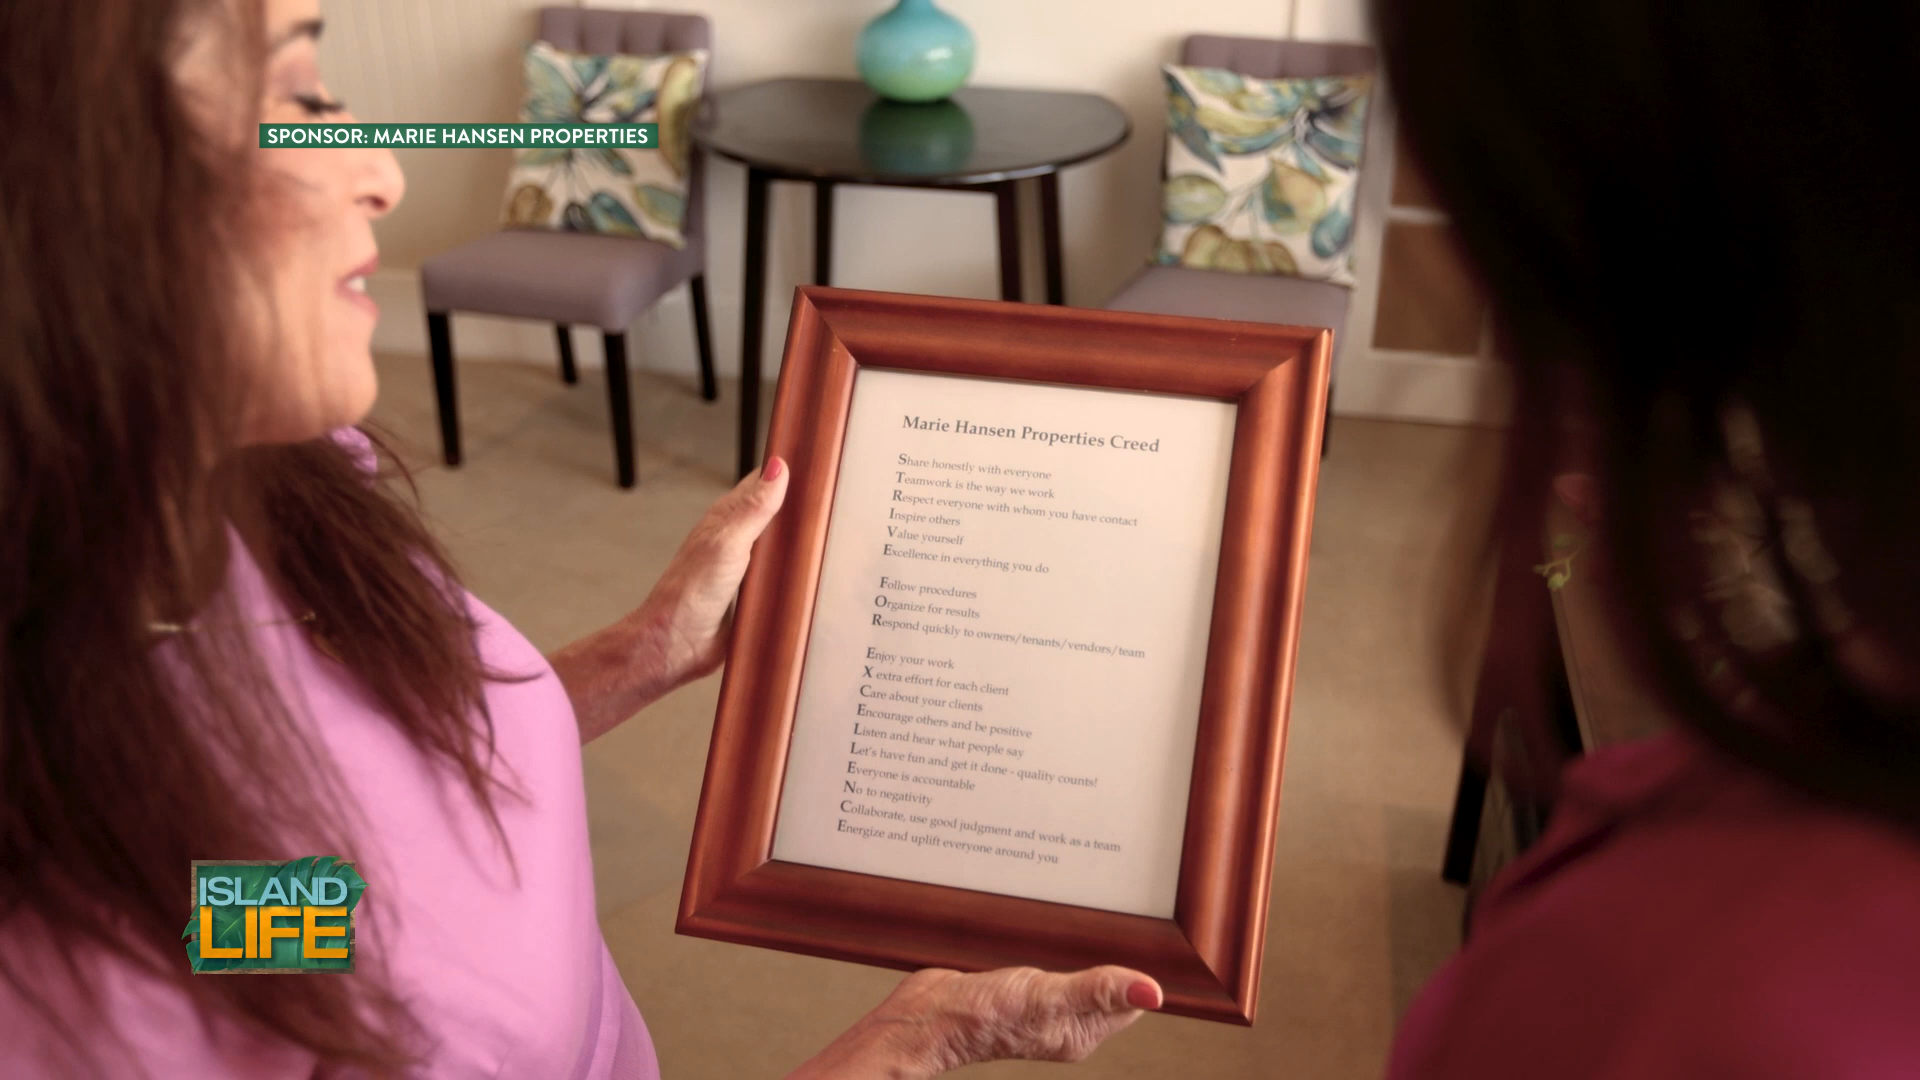 SPONSOR: MARIE HANSEN PROPERTIES
Marie Hansen Properties Creed
Share honestly with everyone
Teamwork is the way we work
Respect everyone with whom you have contact
Inspire others
Value yourself
Excellence in everything you do
Follow procedures
Organize for results
Respond quickly to owners/tenants/vendors/team
Enjoy your work
X extra effort for each client
Care about your clients
Encourage others and be positive
Listen and hear what people say
Let's have fun and get it done - quality counts!
Everyone is accountable
No to negativity
Collaborate, use good judgment and work as a team
Energize and uplift everyone around you
ISLAND
LIFE